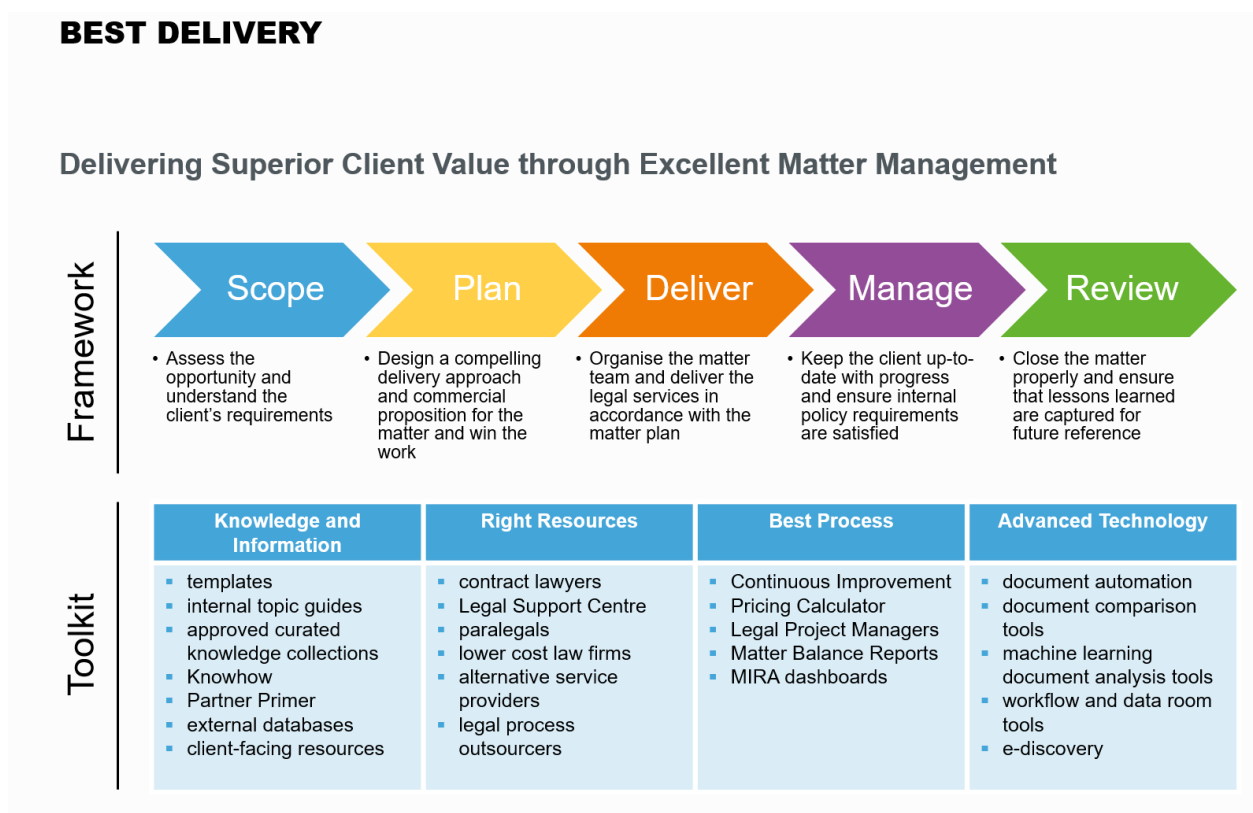 BEST DELIVERY
Delivering Superior Client Value through Excellent Matter Management
Framework
Scope
Plan
Deliver
Manage
Review
• Assess the
opportunity and
understand the
client's requirements
• Design a compelling
delivery approach
and commercial
proposition for the
matter and win the
work
• Organise the matter
team and deliver the
legal services in
accordance with the
matter plan
• Keep the client up-to-
date with progress
and ensure internal
policy requirements
are satisfied
• Close the matter
properly and ensure
that lessons learned
are captured for
future reference
Toolkit
Knowledge and
Information
▪ templates
▪ internal topic guides
▪ approved curated
knowledge collections
▪ Knowhow
▪ Partner Primer
▪ external databases
▪ client-facing resources
Right Resources
▪ contract lawyers
▪ Legal Support Centre
▪ paralegals
▪ lower cost law firms
▪ alternative service
providers
▪ legal process
outsourcers
Best Process
▪ Continuous Improvement
▪ Pricing Calculator
▪ Legal Project Managers
▪ Matter Balance Reports
▪ MIRA dashboards
Advanced Technology
▪ document automation
▪ document comparison
tools
▪ machine learning
document analysis tools
▪ workflow and data room
tools
▪ e-discovery